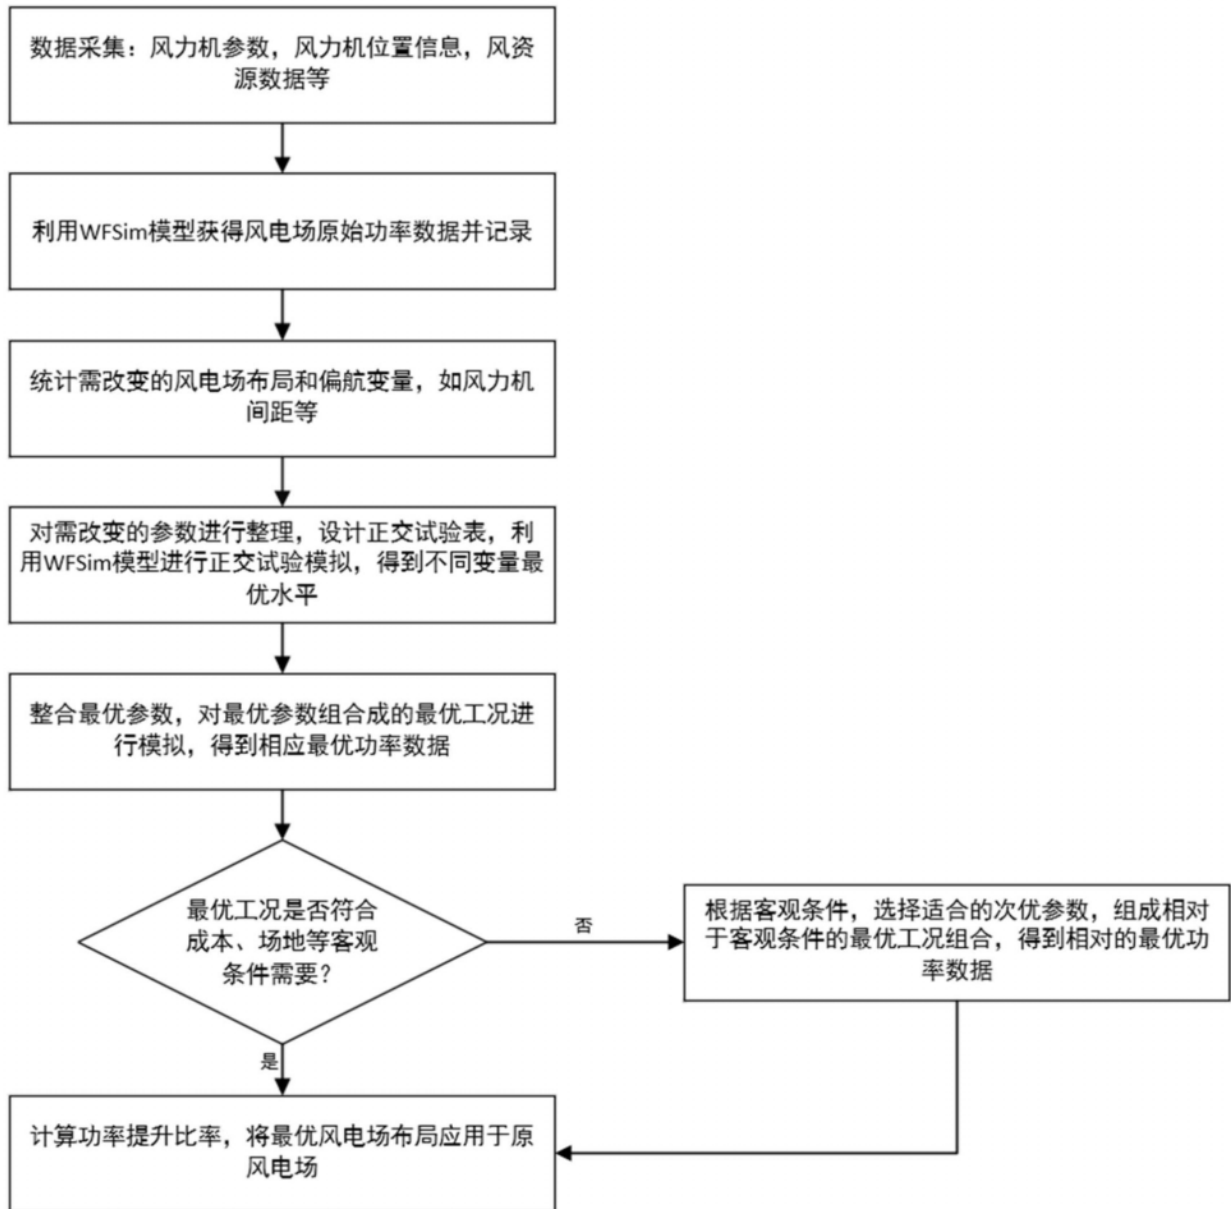 数据采集：风力机参数，风力机位置信息，风资
源数据等
利用WFSim模型获得风电场原始功率数据并记录
统计需改变的风电场布局和偏航变量，如风力机
间距等
对需改变的参数进行整理，设计正交试验表，利
用WFSim模型进行正交试验模拟，得到不同变量最
优水平
整合最优参数，对最优参数组合成的最优工况进
行模拟，得到相应最优功率数据
最优工况是否符合
成本、场地等客观
条件需要？
否
根据客观条件，选择适合的次优参数，组成相对
于客观条件的最优工况组合，得到相对的最优功
率数据
是
计算功率提升比率，将最优风电场布局应用于原
风电场